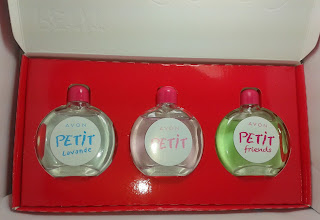 AVON
PETIT
Lavande
AVON
PETIT
AVON
PETIT
friends